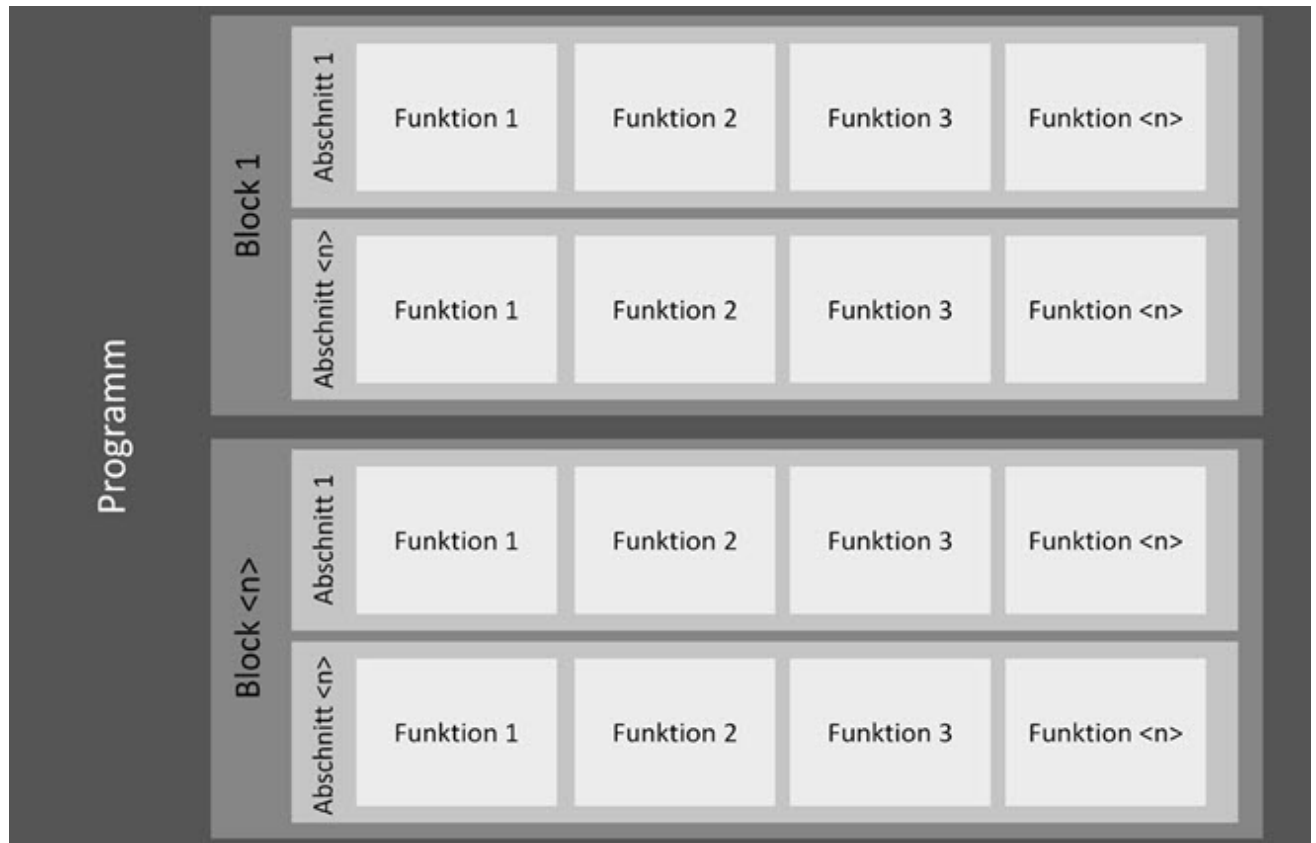 Programm
Block 1
Abschnitt 1
Funktion 1
Funktion 2
Funktion 3
Funktion <n>
Abschnitt <n>
Funktion 1
Funktion 2
Funktion 3
Funktion <n>
Block <n>
Abschnitt 1
Funktion 1
Funktion 2
Funktion 3
Funktion <n>
Abschnitt <n>
Funktion 1
Funktion 2
Funktion 3
Funktion <n>